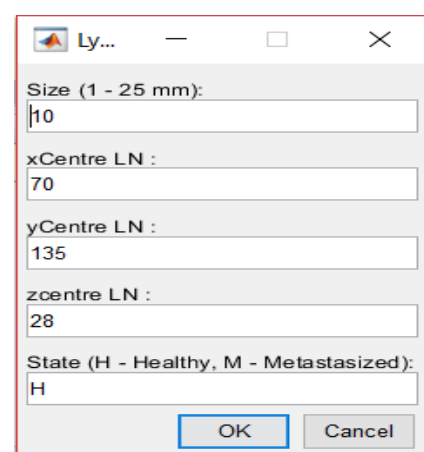 Ly...
Size (1 - 25 mm):
10
xCentre LN :
70
yCentre LN :
135
zcentre LN :
28
State (H - Healthy, M - Metastasized):
H
OK Cancel